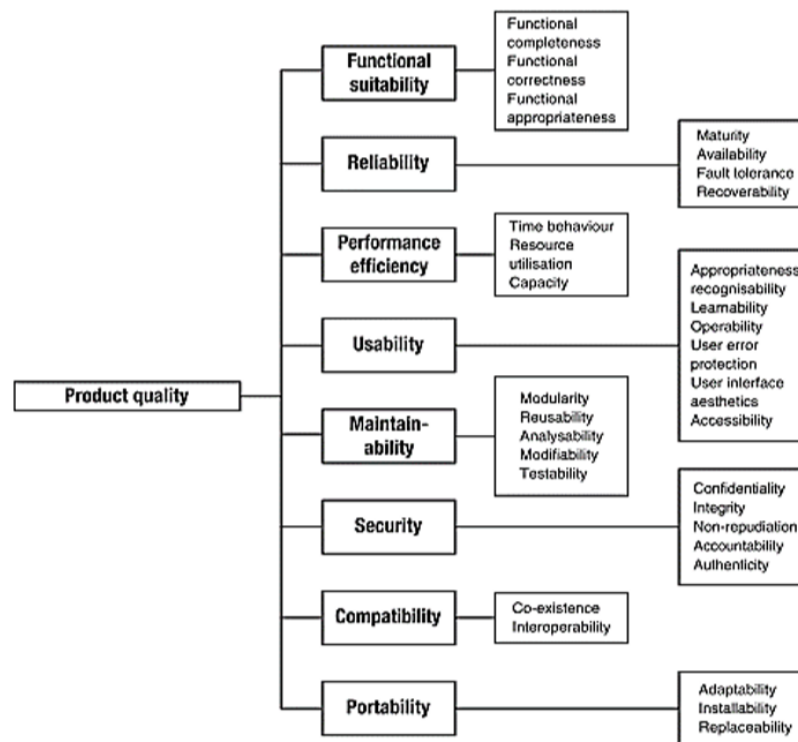 Product quality
Functional
suitability
Functional
completeness
Functional
correctness
Functional
appropriateness
Reliability
Maturity
Availability
Fault tolerance
Recoverability
Performance
efficiency
Time behaviour
Resource
utilisation
Capacity
Usability
Appropriateness
recognisability
Learnability
Operability
User error
protection
User interface
aesthetics
Accessibility
Maintain-
ability
Modularity
Reusability
Analysability
Modifiability
Testability
Security
Confidentiality
Integrity
Non-repudiation
Accountability
Authenticity
Compatibility
Co-existence
Interoperability
Portability
Adaptability
Installability
Replaceability